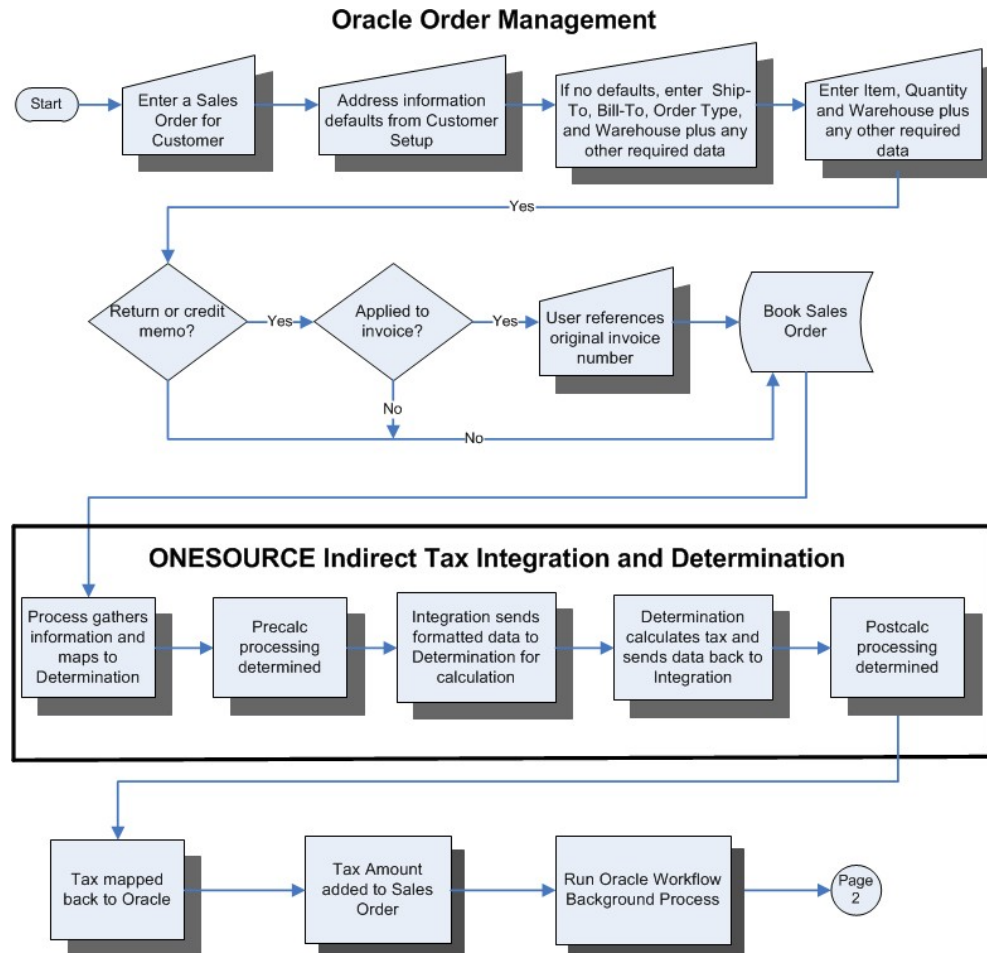 Oracle Order Management
Start
Enter a Sales
Order for
Customer
Address information
defaults from Customer
Setup
If no defaults, enter Ship-
To, Bill-To, Order Type,
and Warehouse plus any
other required data
Enter Item, Quantity
and Warehouse plus
any other required
data
Yes
Return or credit
memo?
Yes
Applied to
invoice?
Yes
User references
original invoice
number
Book Sales
Order
No
No
ONESOURCE Indirect Tax Integration and Determination
Process gathers
information and
maps to
Determination
Precalc
processing
determined
Integration sends
formatted data to
Determination for
calculation
Determination
calculates tax and
sends data back to
Integration
Postcalc
processing
determined
Tax mapped
back to Oracle
Tax Amount
added to Sales
Order
Run Oracle Workflow
Background Process
Page
2